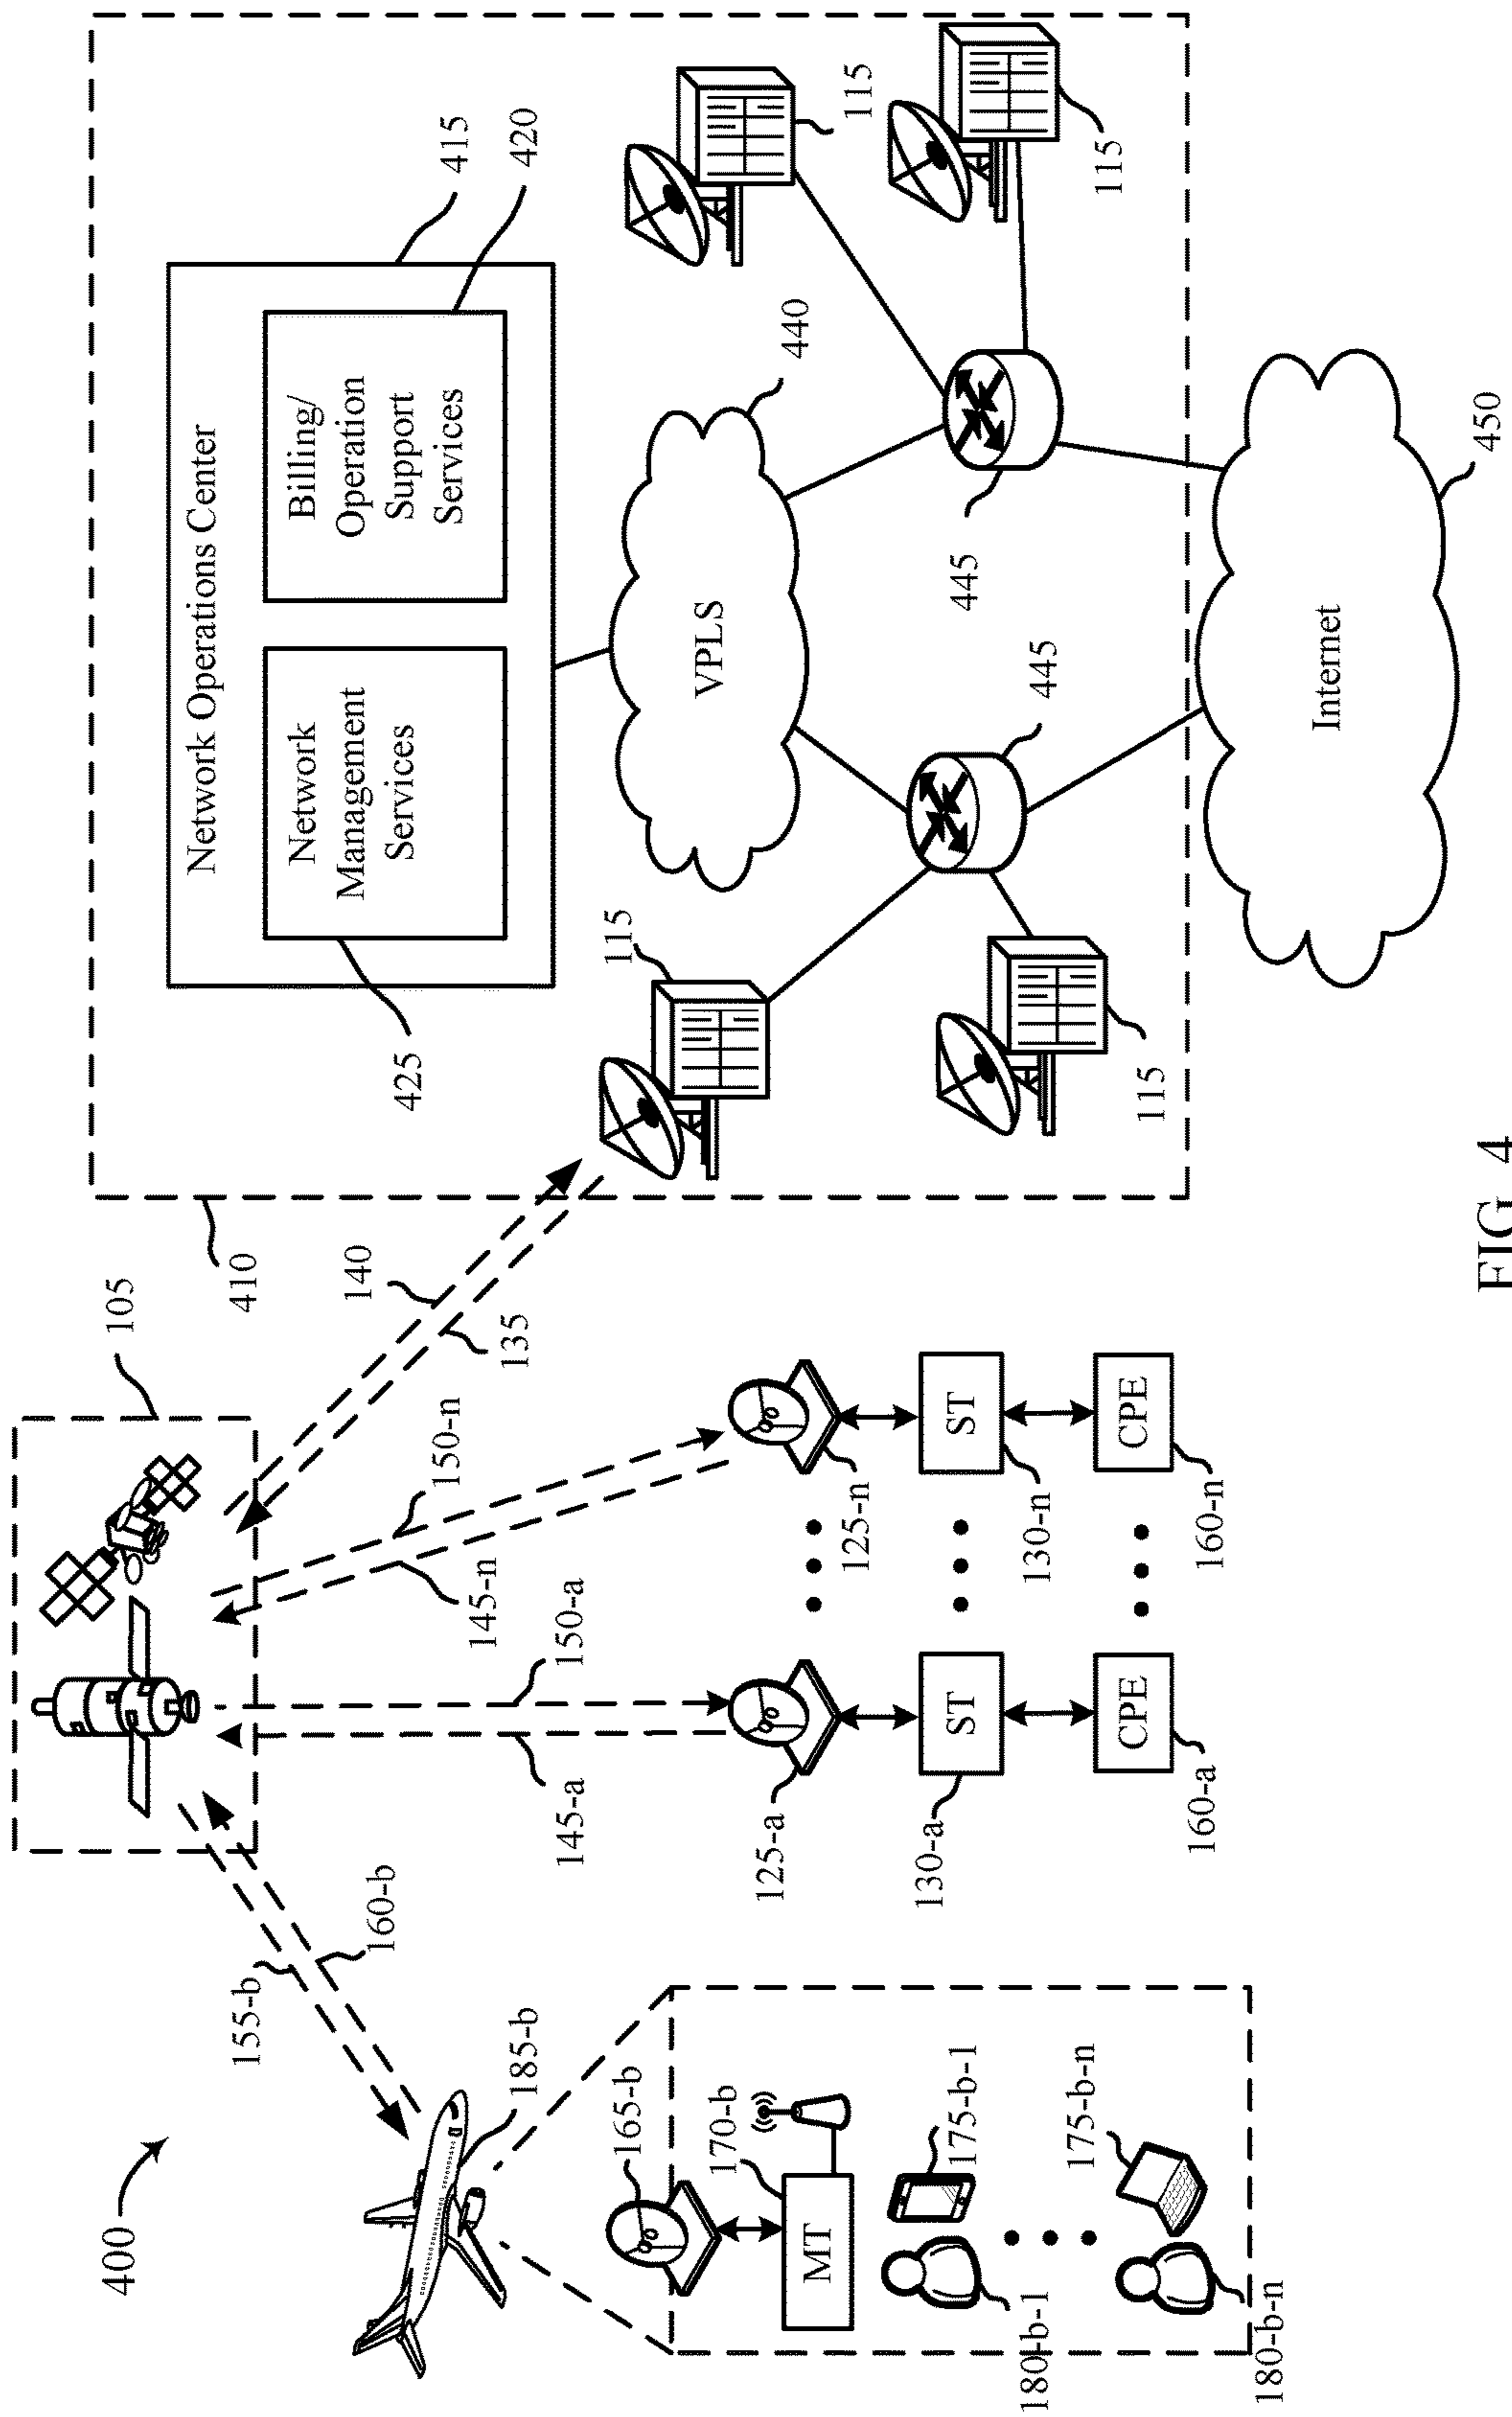 400
105
155-b
160-b
185-b
145-a
150-a
145-n
150-n
140
135
410
165-b
170-b
MT
175-b-1
180-b-1
175-b-n
180-b-n
125-a
125-n
ST
130-a
ST
130-n
CPE
160-a
CPE
160-n
Network Operations Center
415
Network
Management
Services
425
Billing/
Operation
Support
Services
420
VPLS
440
115
115
115
115
445
445
Internet
450
FIG. 4